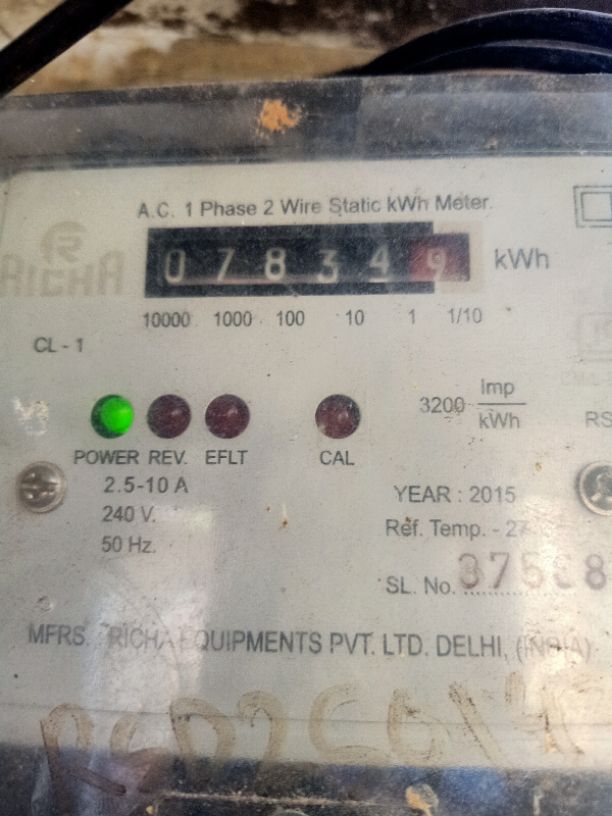 A.C. 1 Phase 2 Wire Static kWh Meter.
RICHA
078349 kWh
10000 1000 100 10 1 1/10
CL - 1
3200 Imp/kWh
RS
POWER REV. EFLT CAL
2.5-10 A
240 V.
50 Hz.
YEAR : 2015
Ref. Temp. - 27
SL. No.
MFRS. RICHA EQUIPMENTS PVT. LTD. DELHI, (INDIA)